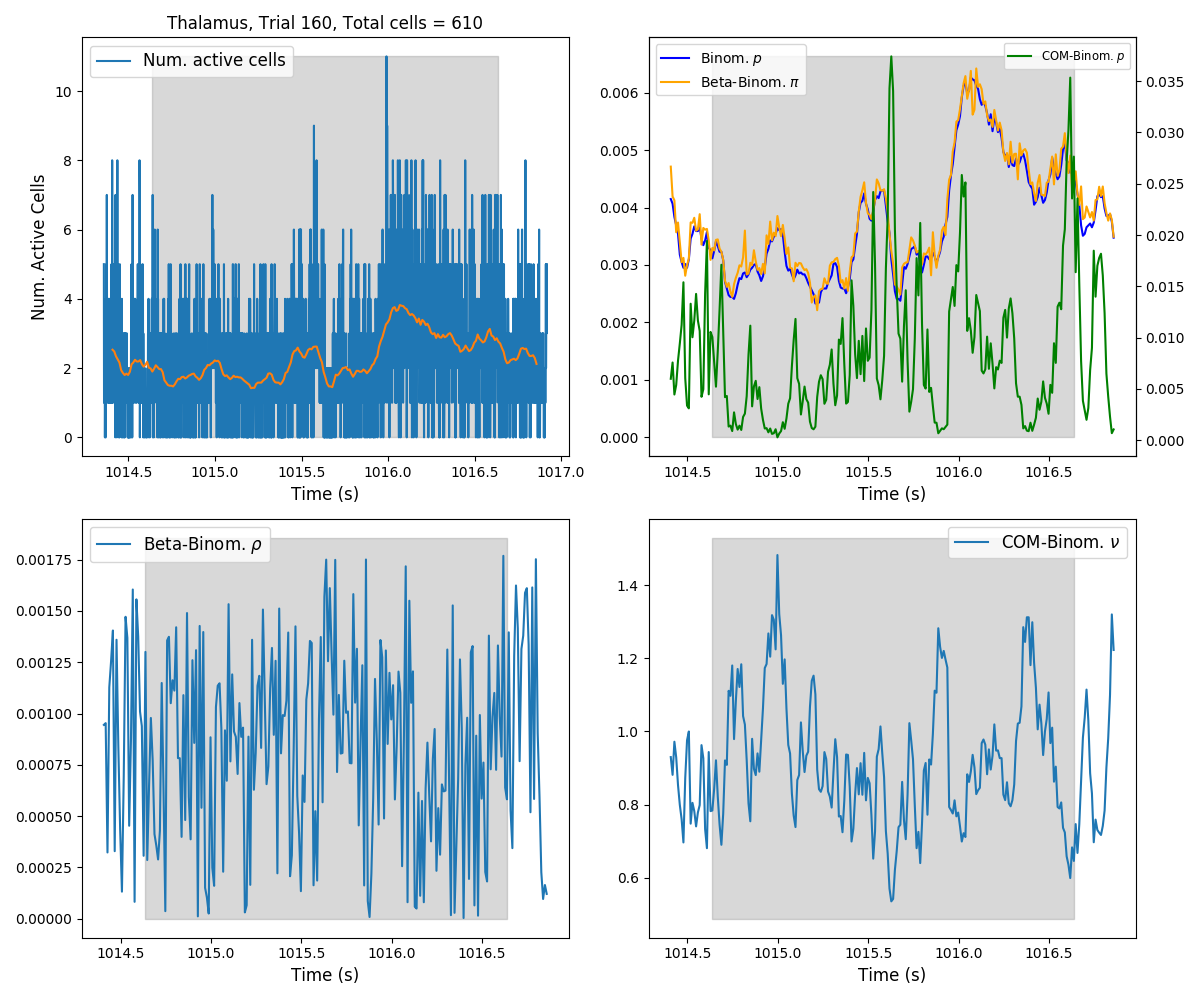 Thalamus, Trial 160, Total cells = 610
Num. active cells
Num. Active Cells
10
8
6
4
2
0
1014.5 1015.0 1015.5 1016.0 1016.5 1017.0
Time (s)
Binom. p
Beta-Binom. π
COM-Binom. p
0.006
0.005
0.004
0.003
0.002
0.001
0.000
0.035
0.030
0.025
0.020
0.015
0.010
0.005
0.000
1014.5 1015.0 1015.5 1016.0 1016.5
Time (s)
Beta-Binom. ρ
0.00175
0.00150
0.00125
0.00100
0.00075
0.00050
0.00025
0.00000
1014.5 1015.0 1015.5 1016.0 1016.5
Time (s)
COM-Binom. ν
1.4
1.2
1.0
0.8
0.6
1014.5 1015.0 1015.5 1016.0 1016.5
Time (s)